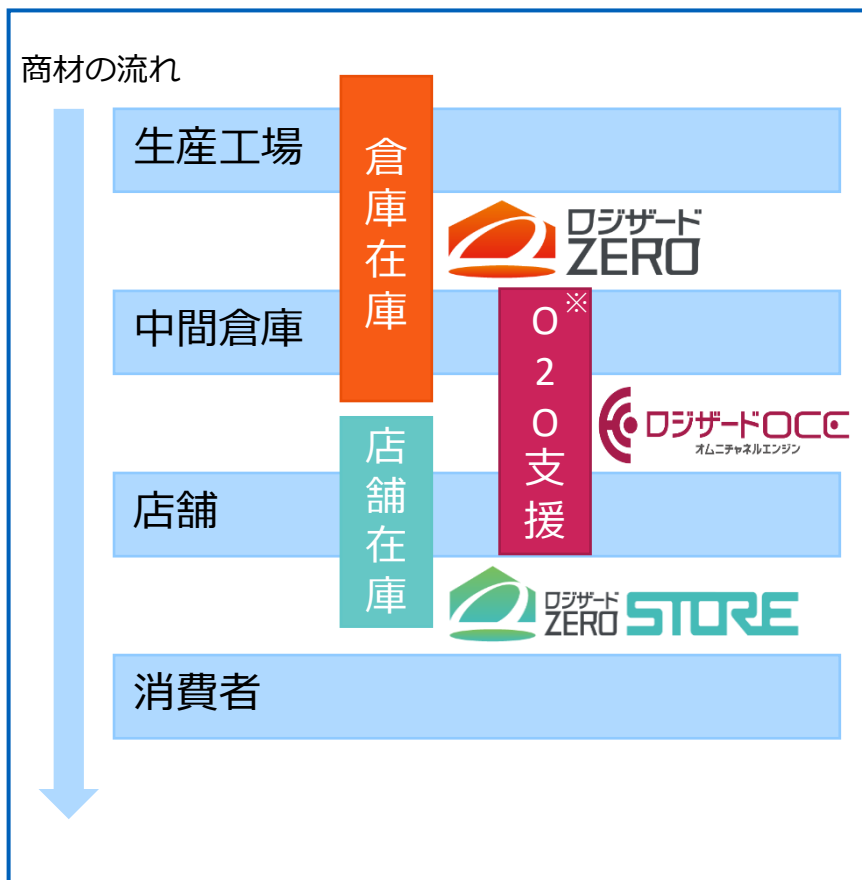 商材の流れ
生産工場
倉庫在庫
ロジザード
ZERO
中間倉庫
O2O支援
※
ロジザードOCE
オムニチャネルエンジン
店舗在庫
店舗
ロジザード
ZERO STORE
消費者